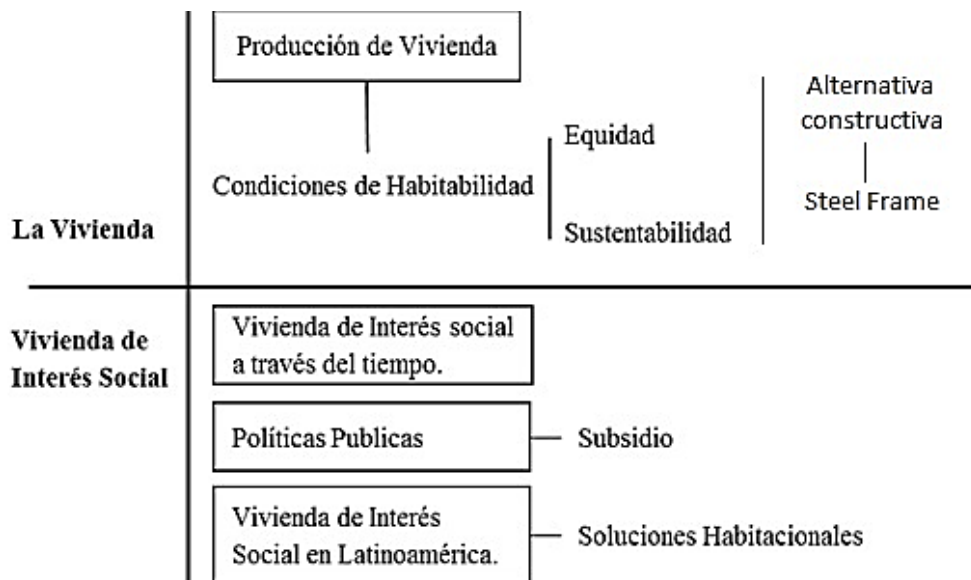 Producción de Vivienda
Condiciones de Habitabilidad
Equidad
Sustentabilidad
Alternativa
constructiva
Steel Frame
La Vivienda
Vivienda de
Interés Social
Vivienda de Interés social
a través del tiempo.
Políticas Publicas
Subsidio
Vivienda de Interés
Social en Latinoamérica.
Soluciones Habitacionales